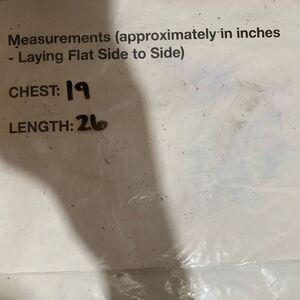 Measurements (approximately in inches
- Laying Flat Side to Side)
CHEST: 19
LENGTH: 26